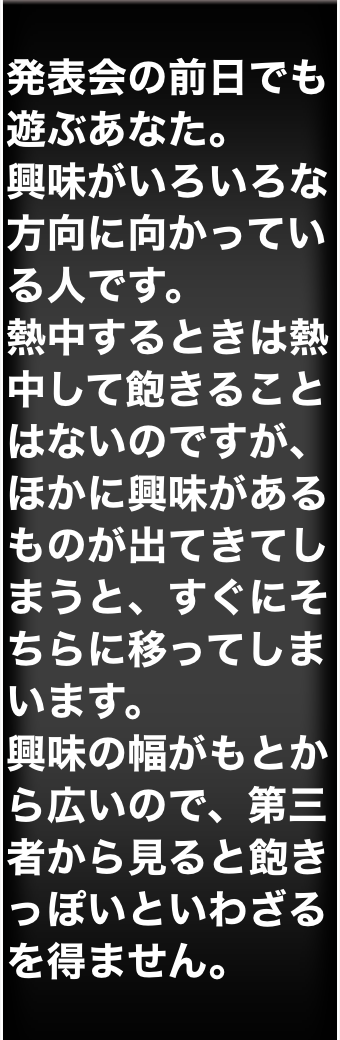 発表会の前日でも
遊ぶあなた。
興味がいろいろな
方向に向かってい
る人です。
熱中するときは熱
中して飽きること
はないのですが、
ほかに興味がある
ものが出てきてし
まうと、すぐにそ
ちらに移ってしま
います。
興味の幅がもとか
ら広いので、第三
者から見ると飽き
っぽいといわざる
を得ません。